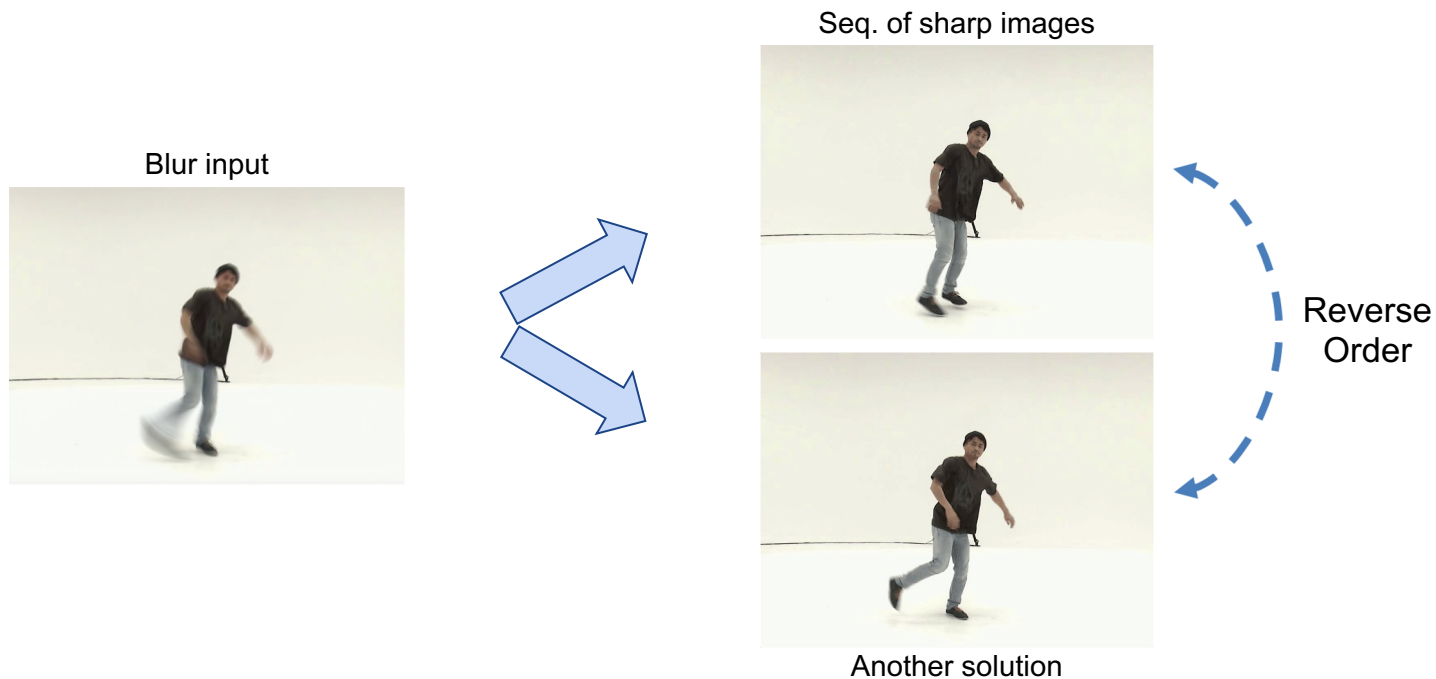 Seq. of sharp images
Blur input
Reverse
Order
Another solution